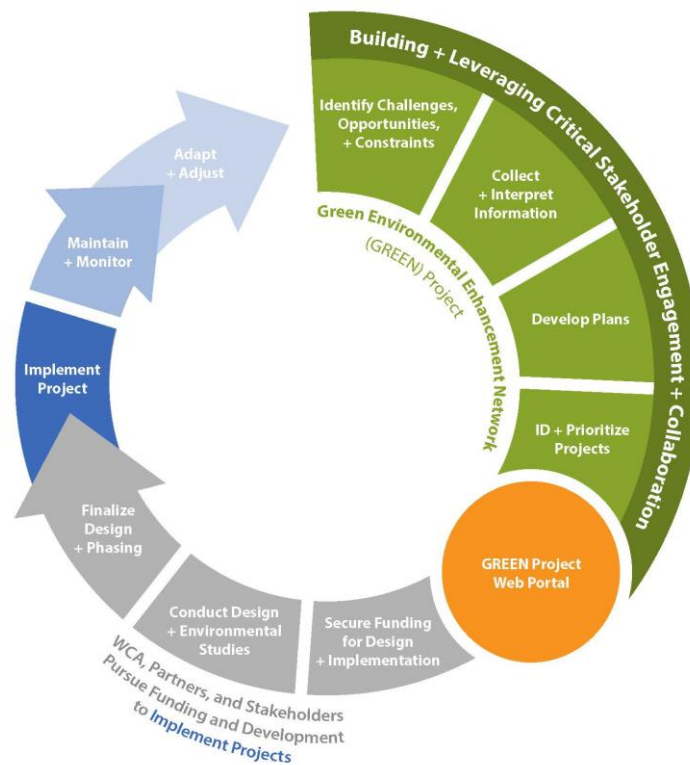 Building + Leveraging Critical Stakeholder Engagement + Collaboration
Identify Challenges,
Opportunities,
+ Constraints
Collect
+ Interpret
Information
Develop Plans
ID + Prioritize
Projects
Green Environmental Enhancement Network
(GREEN) Project
GREEN Project
Web Portal
Secure Funding
for Design
+ Implementation
Conduct Design
+ Environmental
Studies
Finalize
Design
+ Phasing
WCA, Partners, and Stakeholders
Pursue Funding and Development
to Implement Projects
Implement
Project
Maintain
+ Monitor
Adapt
+ Adjust